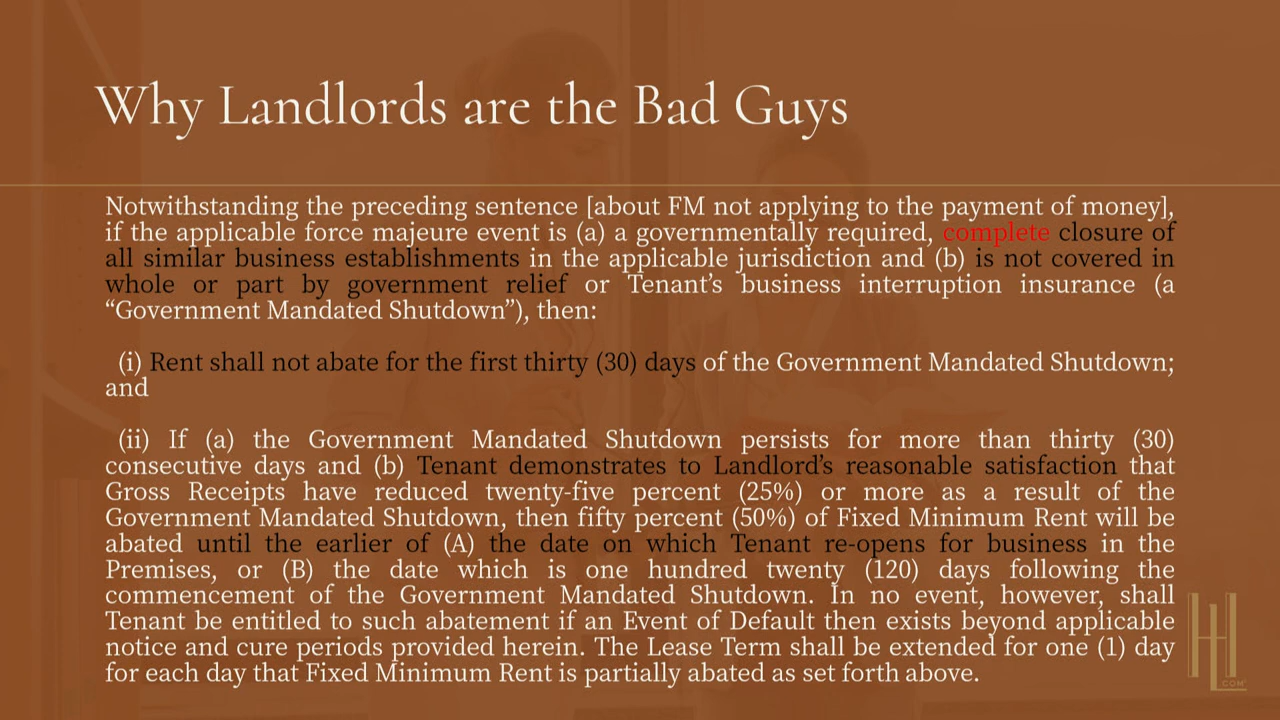 Why Landlords are the Bad Guys
Notwithstanding the preceding sentence [about FM not applying to the payment of money],
if the applicable force majeure event is (a) a governmentally required, complete closure of
all similar business establishments in the applicable jurisdiction and (b) is not covered in
whole or part by government relief or Tenant’s business interruption insurance (a
“Government Mandated Shutdown”), then:
(i) Rent shall not abate for the first thirty (30) days of the Government Mandated Shutdown;
and
(ii) If (a) the Government Mandated Shutdown persists for more than thirty (30)
consecutive days and (b) Tenant demonstrates to Landlord’s reasonable satisfaction that
Gross Receipts have reduced twenty-five percent (25%) or more as a result of the
Government Mandated Shutdown, then fifty percent (50%) of Fixed Minimum Rent will be
abated until the earlier of (A) the date on which Tenant re-opens for business in the
Premises, or (B) the date which is one hundred twenty (120) days following the
commencement of the Government Mandated Shutdown. In no event, however, shall
Tenant be entitled to such abatement if an Event of Default then exists beyond applicable
notice and cure periods provided herein. The Lease Term shall be extended for one (1) day
for each day that Fixed Minimum Rent is partially abated as set forth above.
HL
.COM